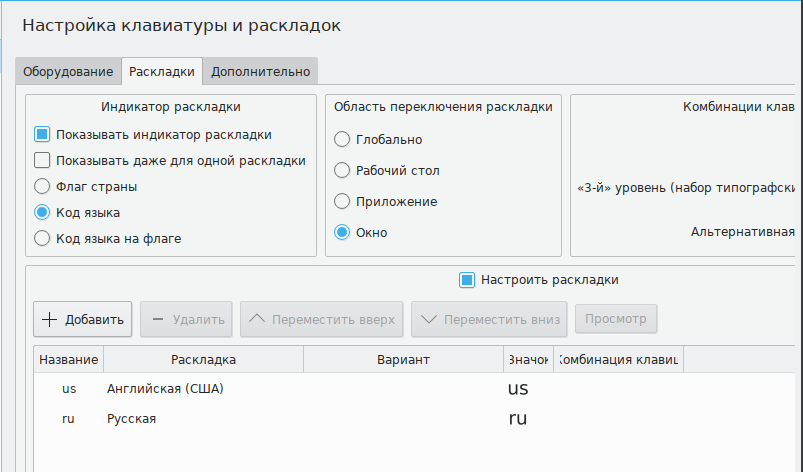 Настройка клавиатуры и раскладок
Оборудование Раскладки Дополнительно
Индикатор раскладки
Показывать индикатор раскладки
Показывать даже для одной раскладки
Флаг страны
Код языка
Код языка на флаге
Область переключения раскладки
Глобально
Рабочий стол
Приложение
Окно
Комбинации клав
«3-й» уровень (набор типографски
Альтернативная
Настроить раскладки
Добавить Удалить Переместить вверх Переместить вниз Просмотр
Название Раскладка Вариант Значок Комбинация клавиш
us Английская (США) us
ru Русская ru